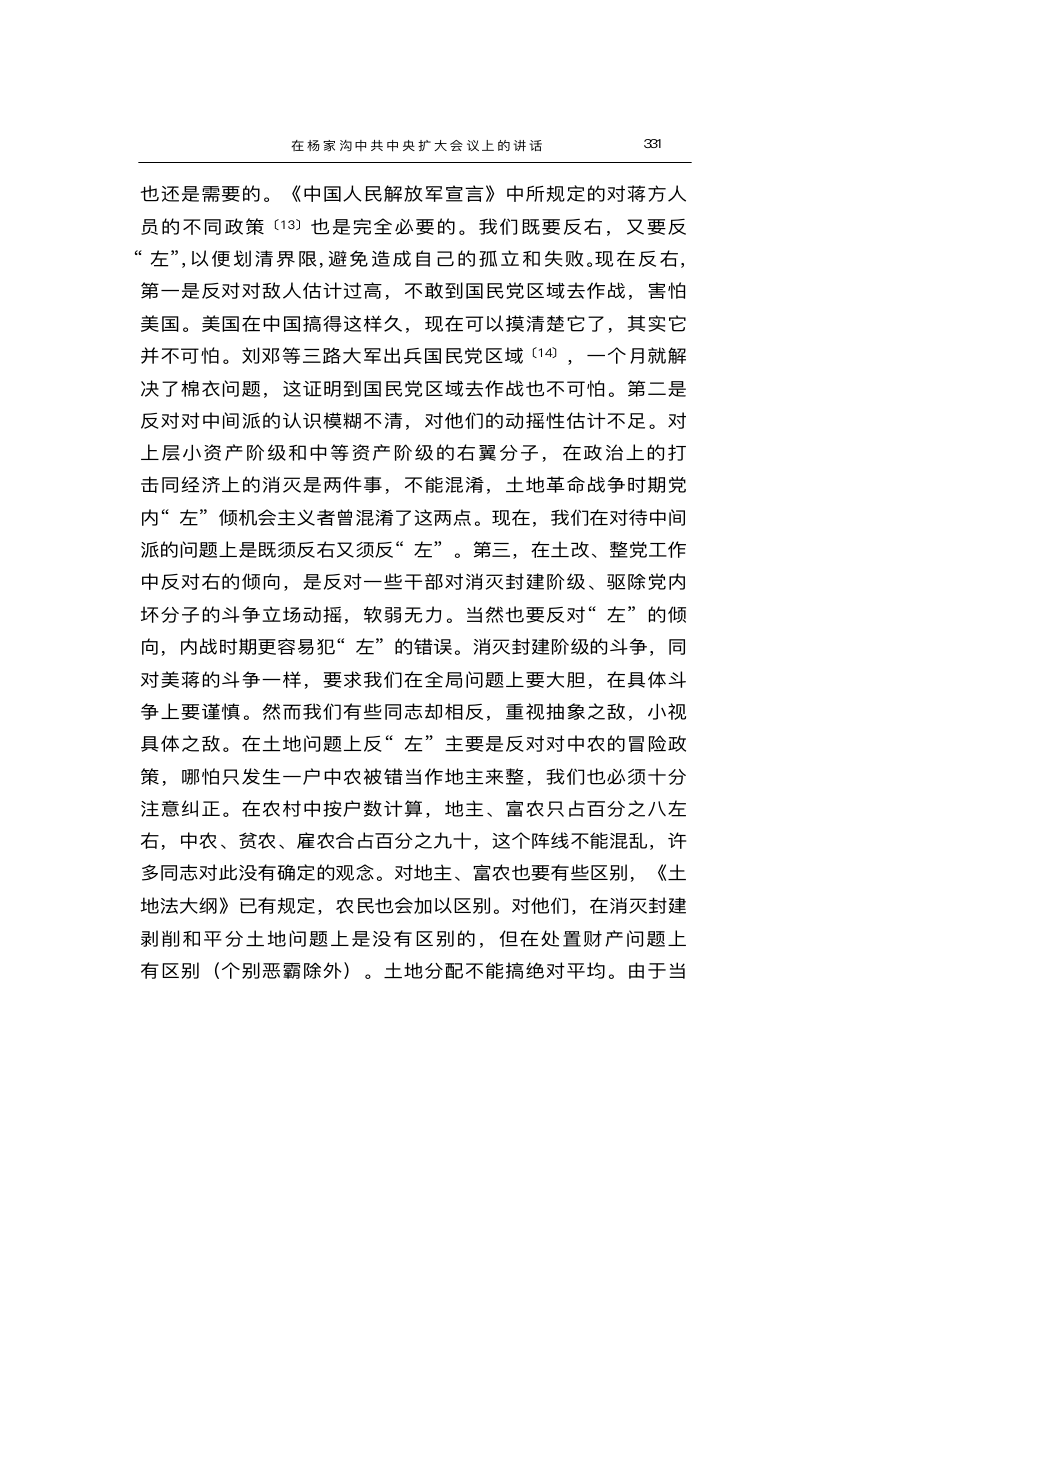 在杨家沟中共中央扩大会议上的讲话 331
也还是需要的。《中国人民解放军宣言》中所规定的对蒋方人
员的不同政策〔13〕也是完全必要的。我们既要反右，又要反
“左”，以便划清界限，避免造成自己的孤立和失败。现在反右，
第一是反对对敌人估计过高，不敢到国民党区域去作战，害怕
美国。美国在中国搞得这样久，现在可以摸清楚它了，其实它
并不可怕。刘邓等三路大军出兵国民党区域〔14〕，一个月就解
决了棉衣问题，这证明到国民党区域去作战也不可怕。第二是
反对对中间派的认识模糊不清，对他们的动摇性估计不足。对
上层小资产阶级和中等资产阶级的右翼分子，在政治上的打
击同经济上的消灭是两件事，不能混淆，土地革命战争时期党
内“左”倾机会主义者曾混淆了这两点。现在，我们在对待中间
派的问题上是既须反右又须反“左”。第三，在土改、整党工作
中反对右的倾向，是反对一些干部对消灭封建阶级、驱除党内
坏分子的斗争立场动摇，软弱无力。当然也要反对“左”的倾
向，内战时期更容易犯“左”的错误。消灭封建阶级的斗争，同
对美蒋的斗争一样，要求我们在全局问题上要大胆，在具体斗
争上要谨慎。然而我们有些同志却相反，重视抽象之敌，小视
具体之敌。在土地问题上反“左”主要是反对对中农的冒险政
策，哪怕只发生一户中农被错当作地主来整，我们也必须十分
注意纠正。在农村中按户数计算，地主、富农只占百分之八左
右，中农、贫农、雇农合占百分之九十，这个阵线不能混乱，许
多同志对此没有确定的观念。对地主、富农也要有些区别，《土
地法大纲》已有规定，农民也会加以区别。对他们，在消灭封建
剥削和平分土地问题上是没有区别的，但在处置财产问题上
有区别（个别恶霸除外）。土地分配不能搞绝对平均。由于当